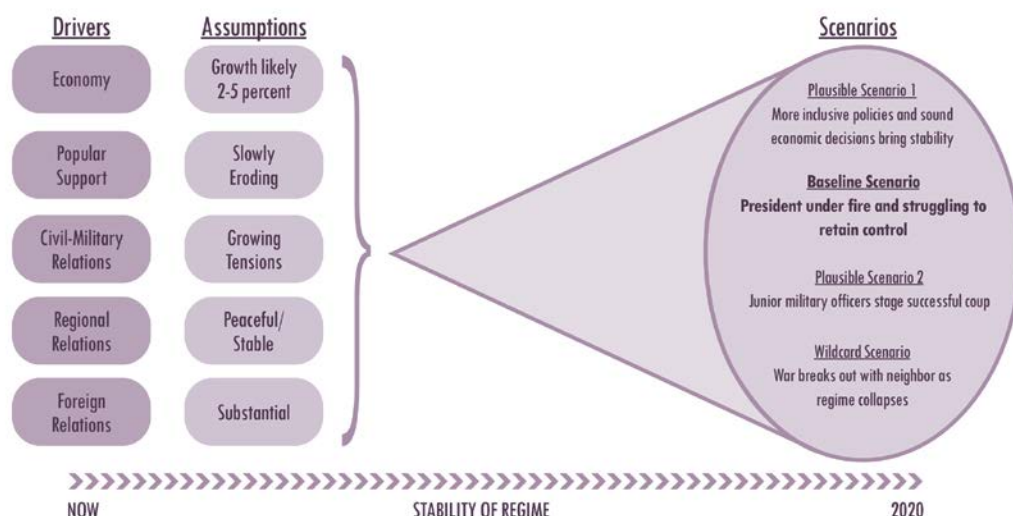 Drivers
Assumptions
Scenarios
Economy
Growth likely
2-5 percent
Popular
Support
Slowly
Eroding
Civil-Military
Relations
Growing
Tensions
Regional
Relations
Peaceful/
Stable
Foreign
Relations
Substantial
Plausible Scenario 1
More inclusive policies and sound
economic decisions bring stability
Baseline Scenario
President under fire and struggling to
retain control
Plausible Scenario 2
Junior military officers stage successful coup
Wildcard Scenario
War breaks out with neighbor as
regime collapses
NOW
STABILITY OF REGIME
2020